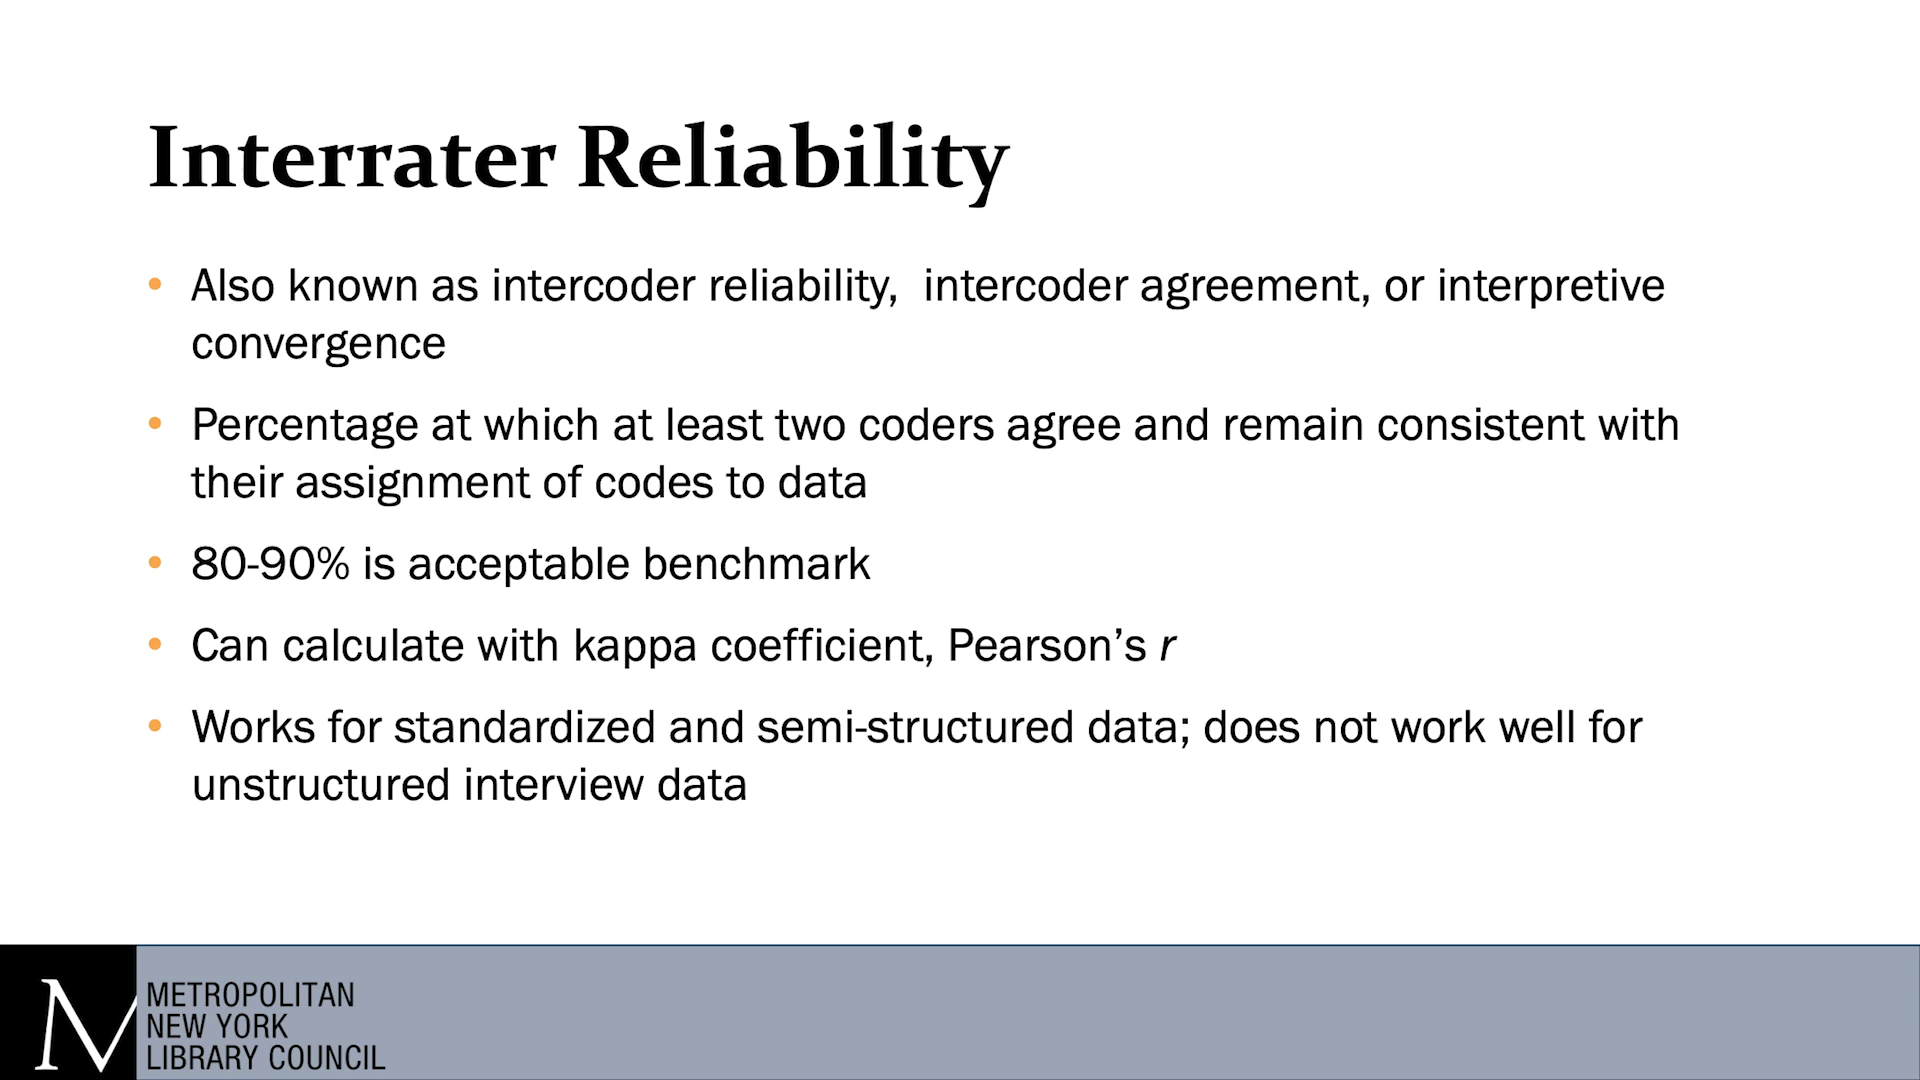 Interrater Reliability
• Also known as intercoder reliability,  intercoder agreement, or interpretive
convergence
• Percentage at which at least two coders agree and remain consistent with
their assignment of codes to data
• 80-90% is acceptable benchmark
• Can calculate with kappa coefficient, Pearson’s r
• Works for standardized and semi-structured data; does not work well for
unstructured interview data
M
METROPOLITAN
NEW YORK
LIBRARY COUNCIL